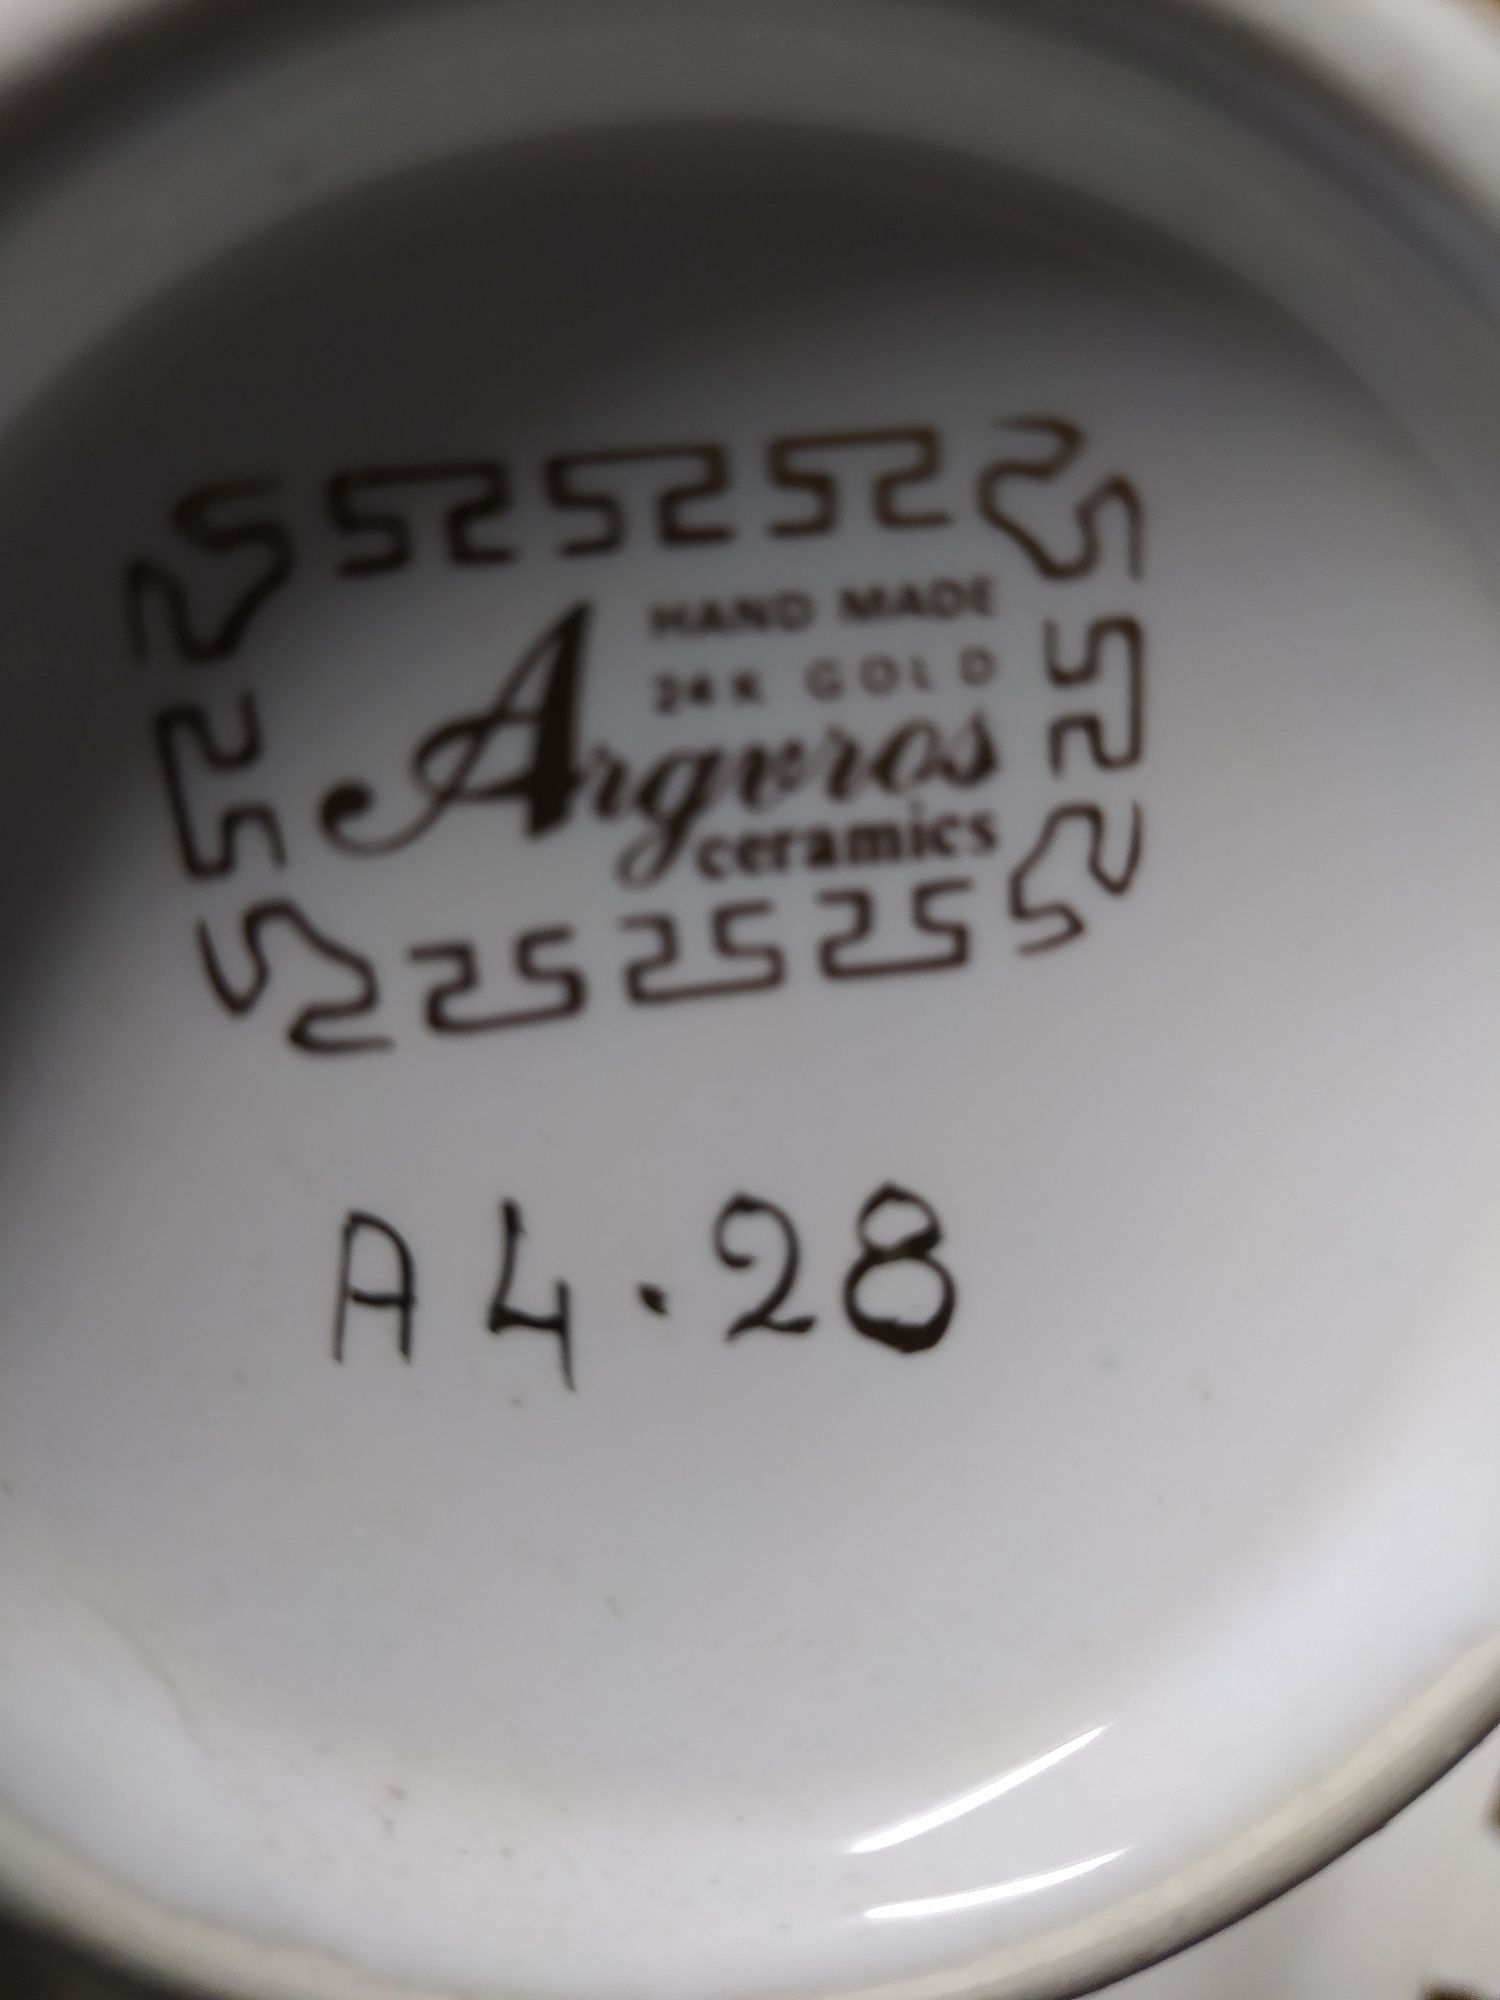 HAND MADE
24K GOLD
Argyros
ceramics
A4.28